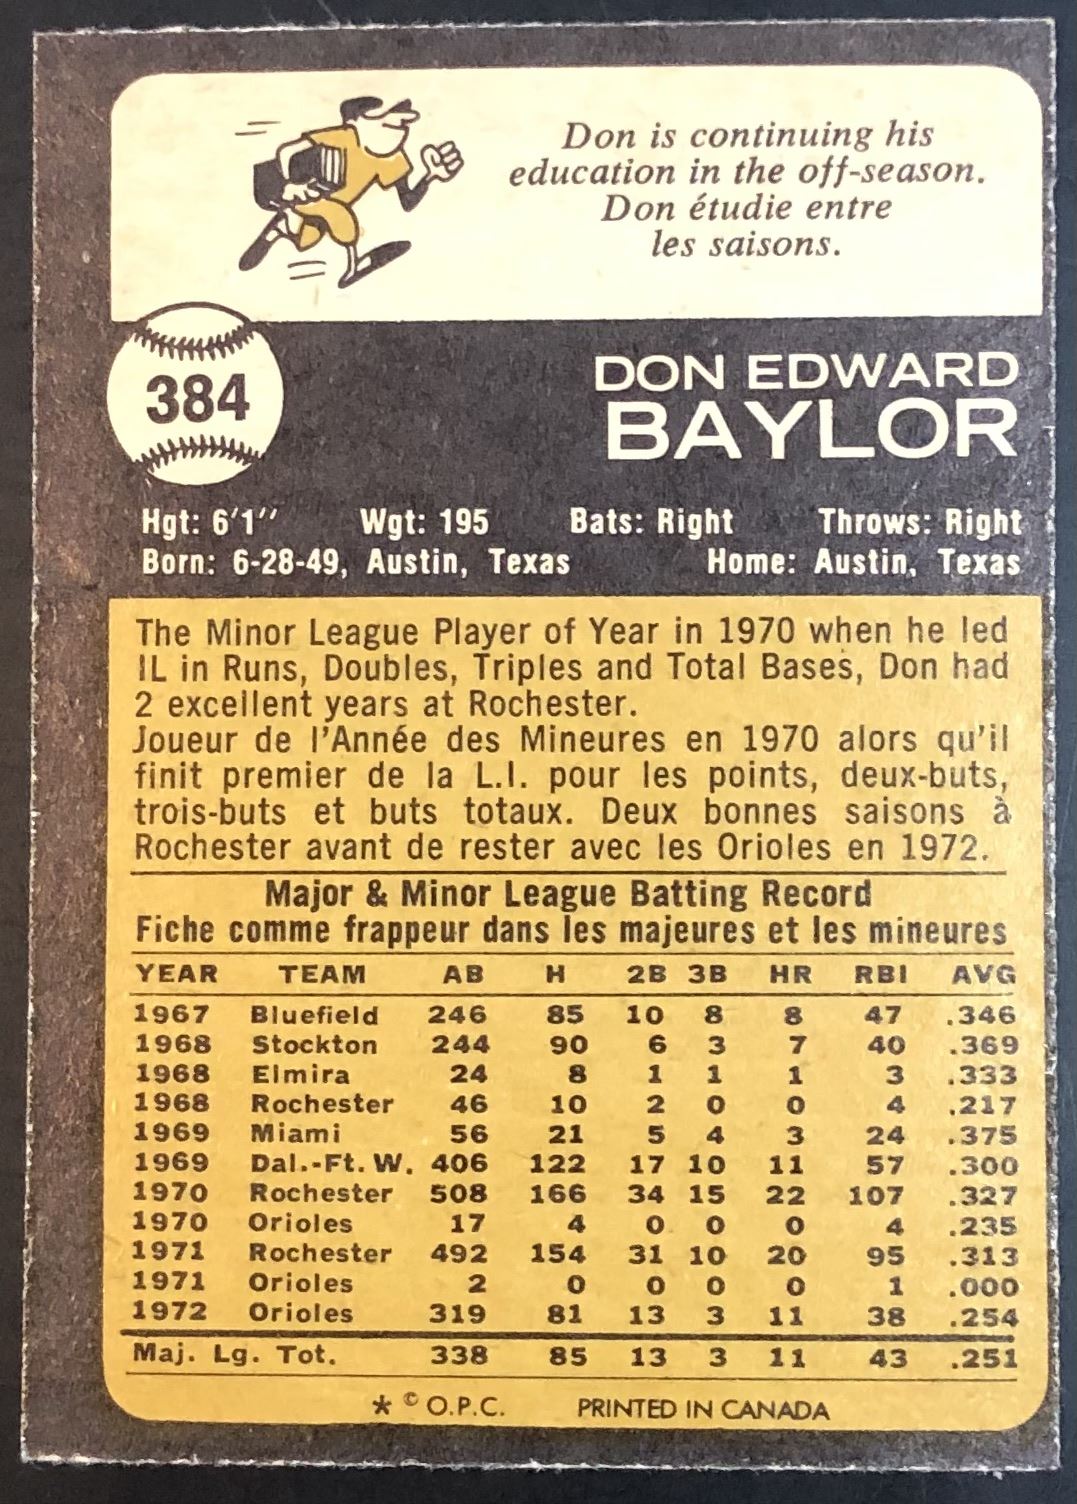 Don is continuing his
education in the off-season.
Don étudie entre
les saisons.
384
DON EDWARD
BAYLOR
Hgt: 6'1" Wgt: 195 Bats: Right Throws: Right
Born: 6-28-49, Austin, Texas Home: Austin, Texas
The Minor League Player of Year in 1970 when he led
IL in Runs, Doubles, Triples and Total Bases, Don had
2 excellent years at Rochester.
Joueur de l'Année des Mineures en 1970 alors qu'il
finit premier de la L.I. pour les points, deux-buts,
trois-buts et buts totaux. Deux bonnes saisons à
Rochester avant de rester avec les Orioles en 1972.
Major & Minor League Batting Record
Fiche comme frappeur dans les majeures et les mineures
YEAR TEAM AB H 2B 3B HR RBI AVG
1967 Bluefield 246 85 10 8 8 47 .346
1968 Stockton 244 90 6 3 7 40 .369
1968 Elmira 24 8 1 1 1 3 .333
1968 Rochester 46 10 2 0 0 4 .217
1969 Miami 56 21 5 4 3 24 .375
1969 Dal.-Ft. W. 406 122 17 10 11 57 .300
1970 Rochester 508 166 34 15 22 107 .327
1970 Orioles 17 4 0 0 0 4 .235
1971 Rochester 492 154 31 10 20 95 .313
1971 Orioles 2 0 0 0 0 1 .000
1972 Orioles 319 81 13 3 11 38 .254
Maj. Lg. Tot. 338 85 13 3 11 43 .251
* © O.P.C. PRINTED IN CANADA